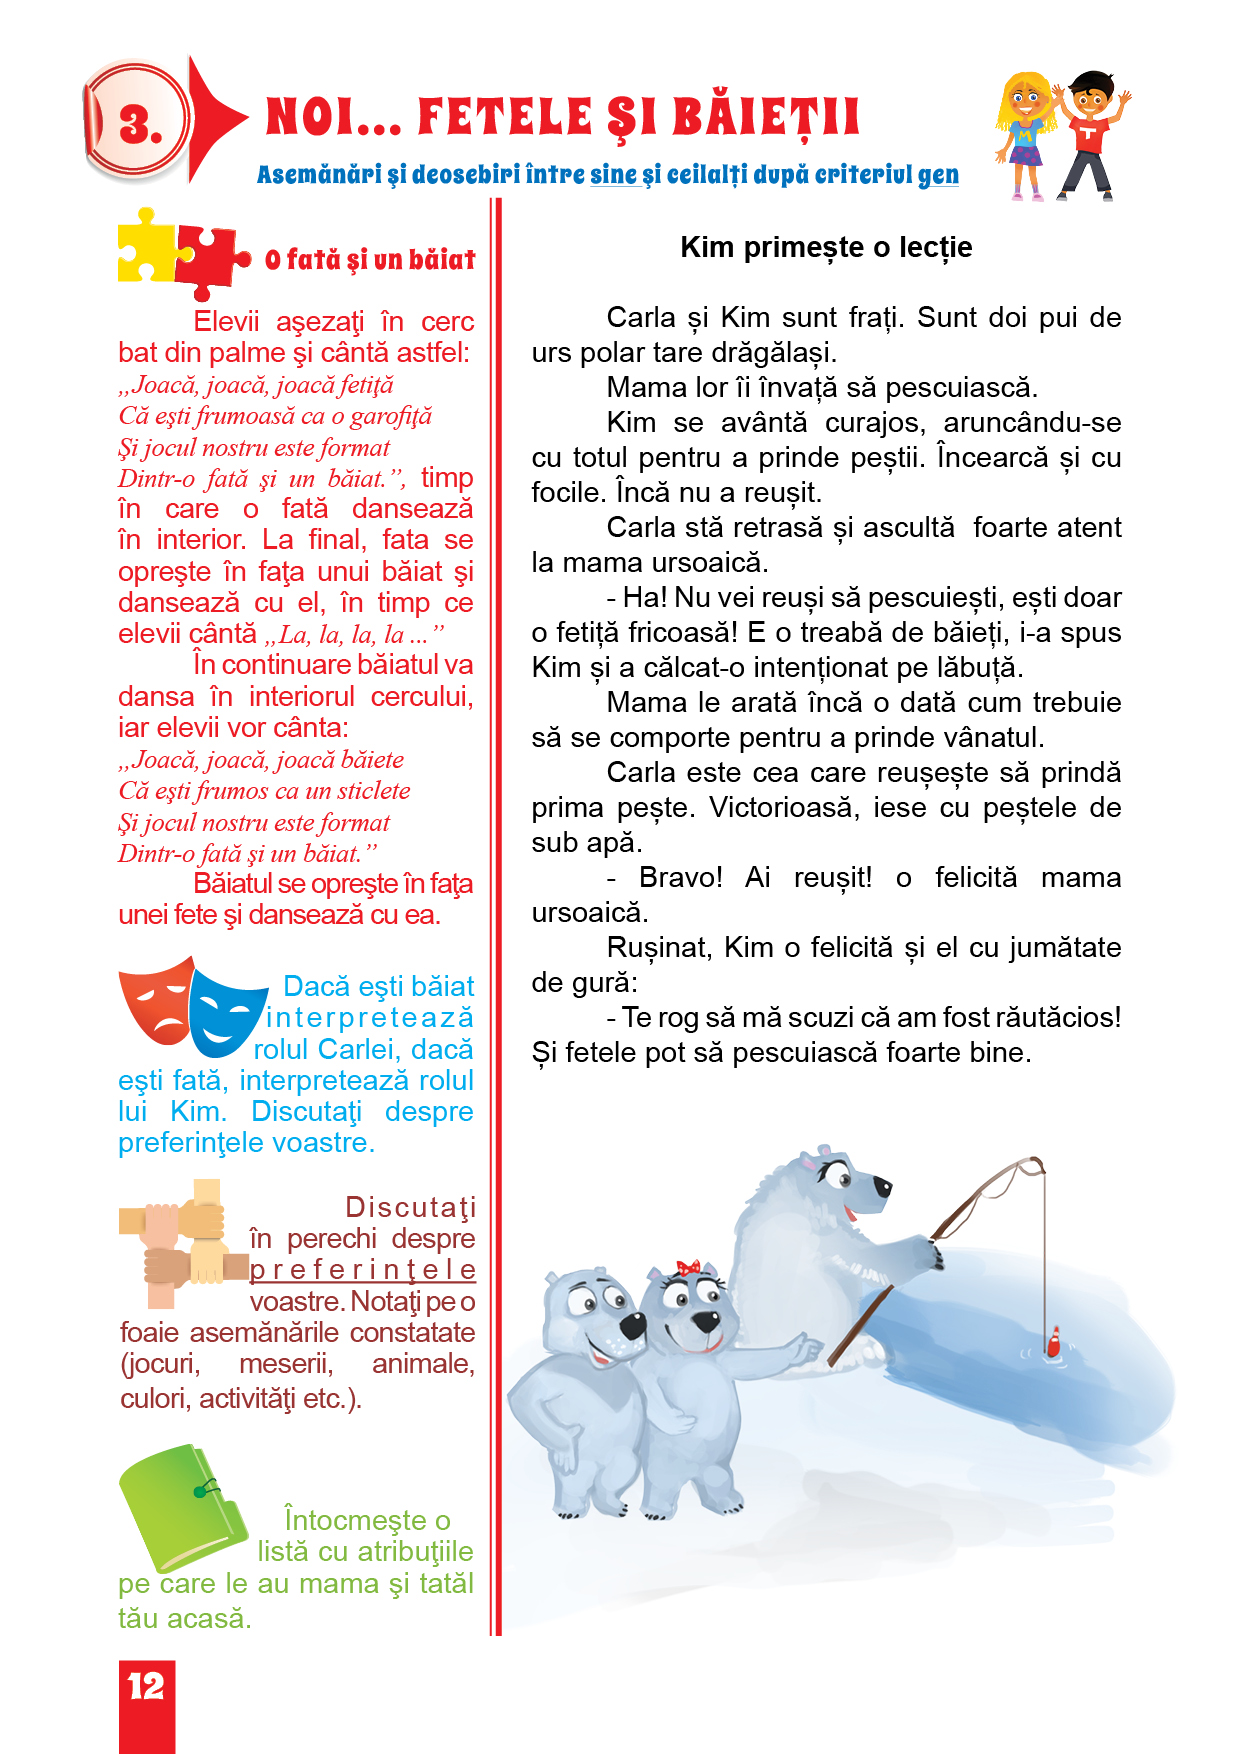 3.
NOI... FETELE ŞI BĂIEȚII
Asemănări şi deosebiri între sine şi ceilalți după criteriul gen
M
T
O fată şi un băiat
Elevii aşezaţi în cerc
bat din palme şi cântă astfel:
„Joacă, joacă, joacă fetiţă
Că eşti frumoasă ca o garofiţă
Şi jocul nostru este format
Dintr-o fată şi un băiat.”, timp
în care o fată dansează
în interior. La final, fata se
opreşte în faţa unui băiat şi
dansează cu el, în timp ce
elevii cântă „La, la, la, la ...”
În continuare băiatul va
dansa în interiorul cercului,
iar elevii vor cânta:
„Joacă, joacă, joacă băiete
Că eşti frumos ca un sticlete
Şi jocul nostru este format
Dintr-o fată şi un băiat.”
Băiatul se opreşte în faţa
unei fete şi dansează cu ea.
Dacă eşti băiat
interpretează
rolul Carlei, dacă
eşti fată, interpretează rolul
lui Kim. Discutaţi despre
preferinţele voastre.
Discutaţi
în perechi despre
preferinţele
voastre. Notaţi pe o
foaie asemănările constatate
(jocuri, meserii, animale,
culori, activităţi etc.).
Întocmeşte o
listă cu atribuţiile
pe care le au mama şi tatăl
tău acasă.
Kim primește o lecție
Carla și Kim sunt frați. Sunt doi pui de
urs polar tare drăgălași.
Mama lor îi învață să pescuiască.
Kim se avântă curajos, aruncându-se
cu totul pentru a prinde peștii. Încearcă și cu
focile. Încă nu a reușit.
Carla stă retrasă și ascultă foarte atent
la mama ursoaică.
- Ha! Nu vei reuși să pescuiești, ești doar
o fetiță fricoasă! E o treabă de băieți, i-a spus
Kim și a călcat-o intenționat pe lăbuță.
Mama le arată încă o dată cum trebuie
să se comporte pentru a prinde vânatul.
Carla este cea care reușește să prindă
prima pește. Victorioasă, iese cu peștele de
sub apă.
- Bravo! Ai reușit! o felicită mama
ursoaică.
Rușinat, Kim o felicită și el cu jumătate
de gură:
- Te rog să mă scuzi că am fost răutăcios!
Și fetele pot să pescuiască foarte bine.
12